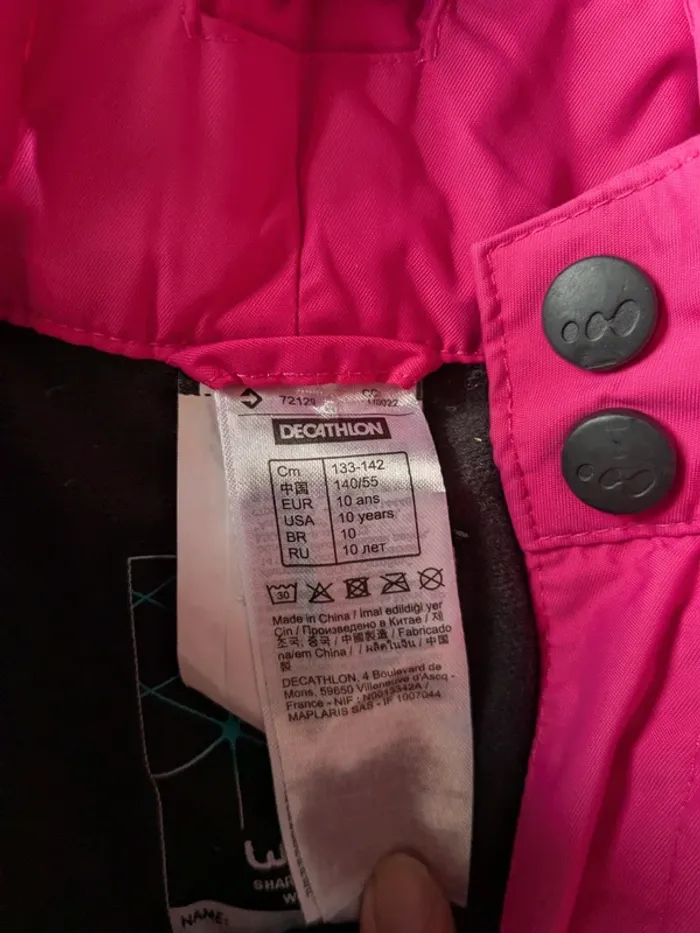 DECATHLON
Cm 133-142
中国 140/55
EUR 10 ans
USA 10 years
BR 10
RU 10 лет
30
Made in China / İmal edildiği yer
Çin / Произведено в Китае / 제
조국: 중국 / 中國製造 / Fabricado
na/em China / / ผลิตในจีน / 中国
製
DECATHLON, 4 Boulevard de
Mons, 59650 Villeneuve d'Ascq -
France - NIF : N0013342A /
MAPLARIS SAS - IF 1007044
NAME: